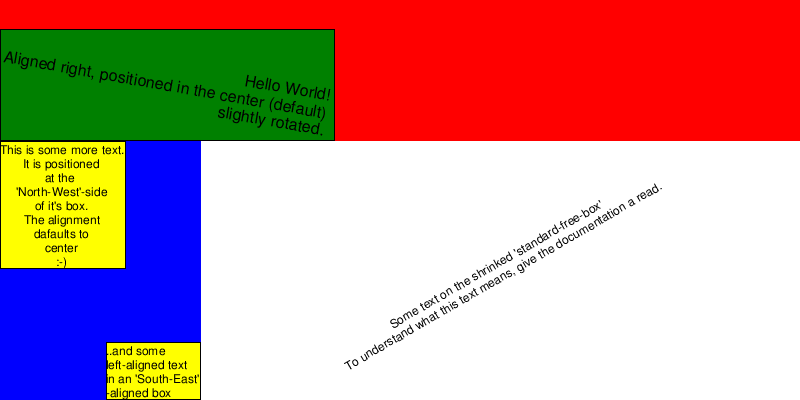 Hello World!
Aligned right, positioned in the center (default)
slightly rotated.
This is some more text.
It is positioned
at the
'North-West'-side
of it's box.
The alignment
dafaults to
center
:-)
..and some
left-aligned text
in an 'South-East'
-aligned box
Some text on the shrinked 'standard-free-box'
To understand what this text means, give the documentation a read.